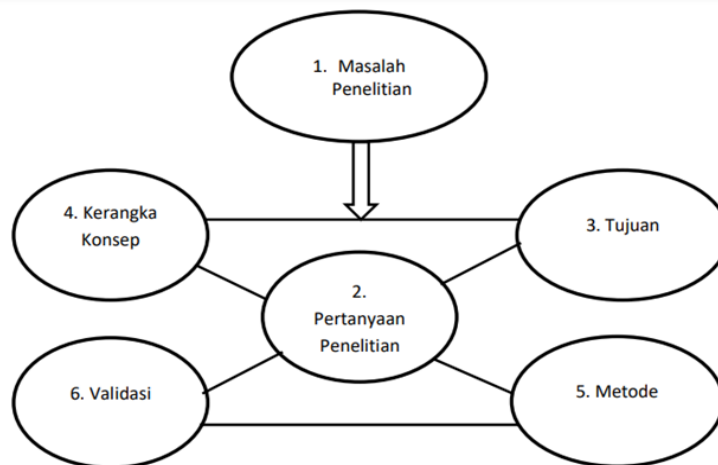 1. Masalah
Penelitian
4. Kerangka
Konsep
3. Tujuan
2.
Pertanyaan
Penelitian
6. Validasi
5. Metode